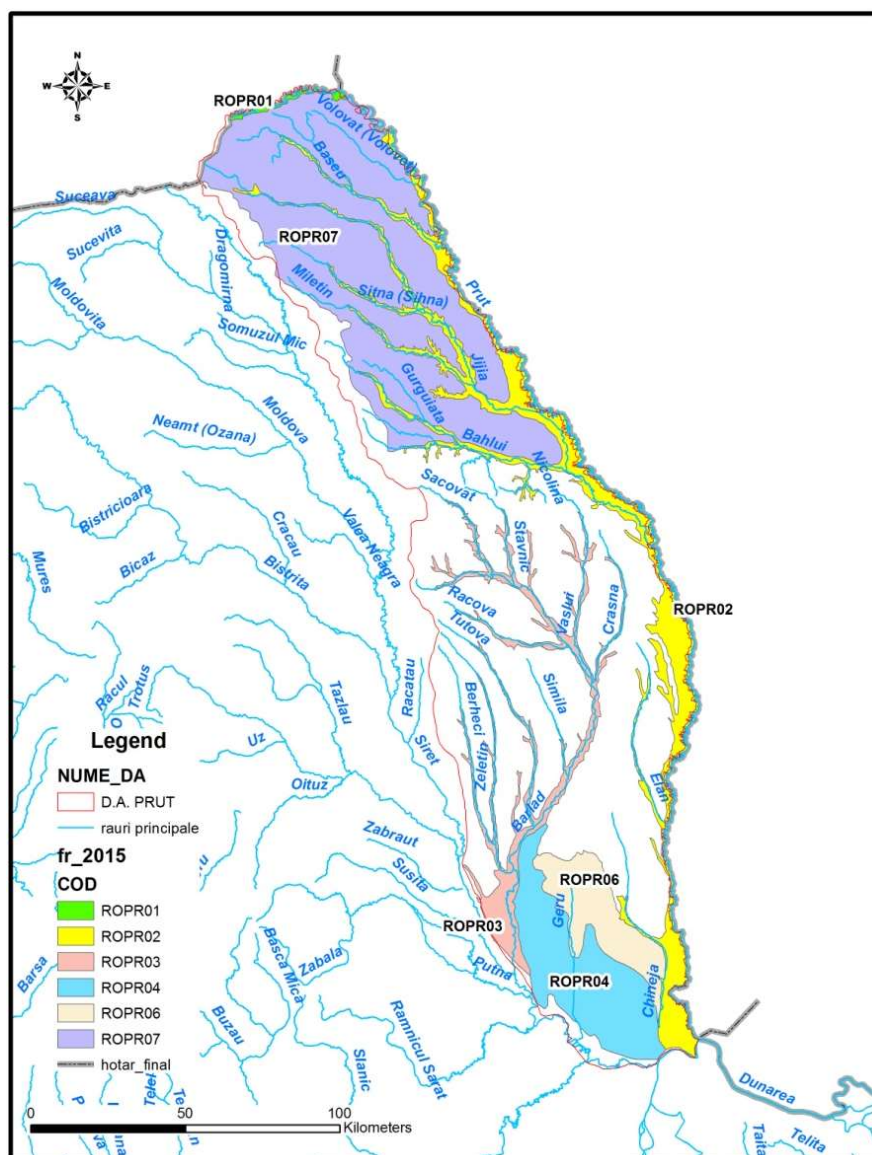 N
W E
S
ROPR01
Volovat (Volovet)
Baseu
Suceava
Sucevita
Dragomirna
ROPR07
Moldovita
Miletin
Sitna (Sihna)
Prut
Somuzul Mic
Jijia
Gurguiata
Moldova
Neamt (Ozana)
Bahlui
Nicolina
Sacovat
Bistricioara
Cracau
Valea Neagra
Stavnic
Mures
Bicaz
Bistrita
Racova
Vaslui
Crasna
ROPR02
Tutova
Racul
Trotus
O
Tazlau
Racatau
Berheci
Zeletin
Simila
Uz
Siret
Oituz
Elan
Barlad
Zabraut
Susita
ROPR06
Geru
ROPR03
Putna
ROPR04
Chineja
Barsa
Basca Mica
Zabala
Buzau
Ramnicul Sarat
Slanic
Dunarea
Telita
Taita
Legend
NUME_DA
D.A. PRUT
rauri principale
fr_2015
COD
ROPR01
ROPR02
ROPR03
ROPR04
ROPR06
ROPR07
hotar_final
0 50 100
Kilometers